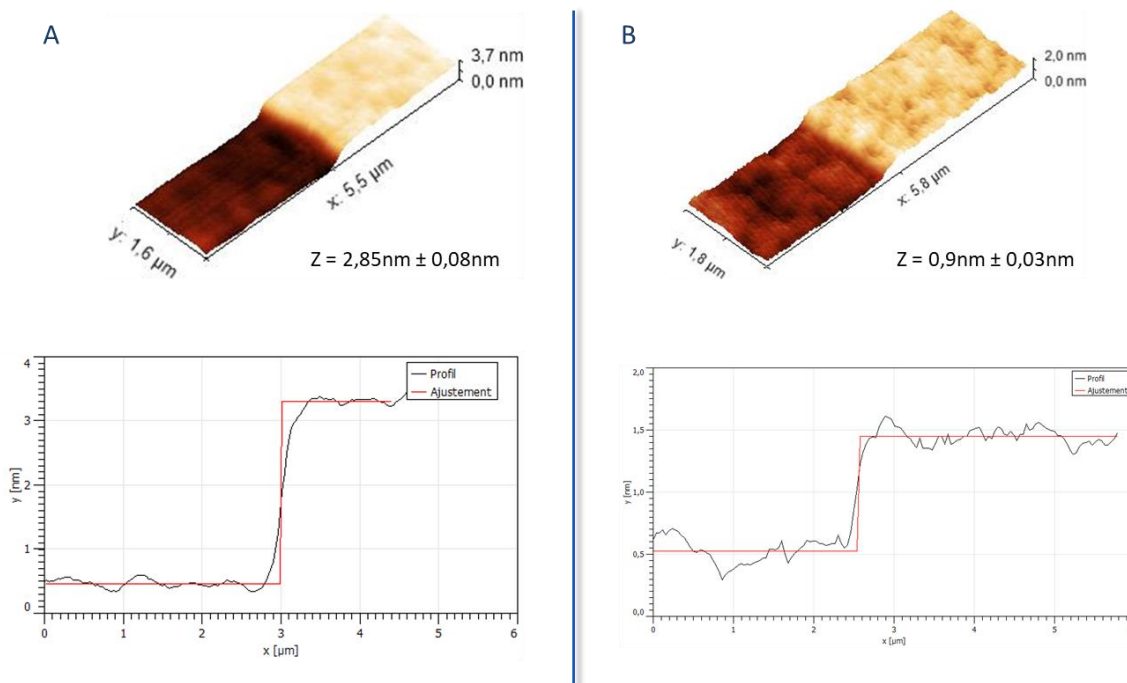 A
3,7 nm
0,0 nm
x: 5,5 µm
y: 1,6 µm
Z = 2,85nm ± 0,08nm
4
3
2
1
0
y [nm]
Profil
Ajustement
0 1 2 3 4 5 6
x [µm]
B
2,0 nm
0,0 nm
x: 5,8 µm
y: 1,8 µm
Z = 0,9nm ± 0,03nm
2,0
1,5
1,0
0,5
0,0
y [nm]
Profil
Ajustement
0 1 2 3 4 5
x [µm]